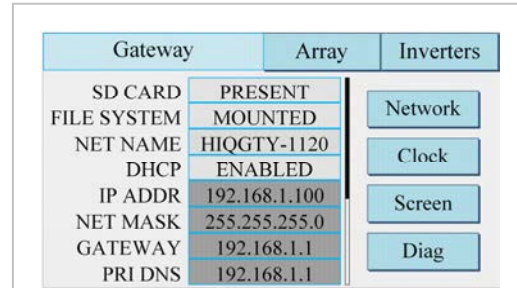 Gateway Array Inverters
SD CARD PRESENT
FILE SYSTEM MOUNTED
NET NAME HIQGTY-1120
DHCP ENABLED
IP ADDR 192.168.1.100
NET MASK 255.255.255.0
GATEWAY 192.168.1.1
PRI DNS 192.168.1.1
Network
Clock
Screen
Diag